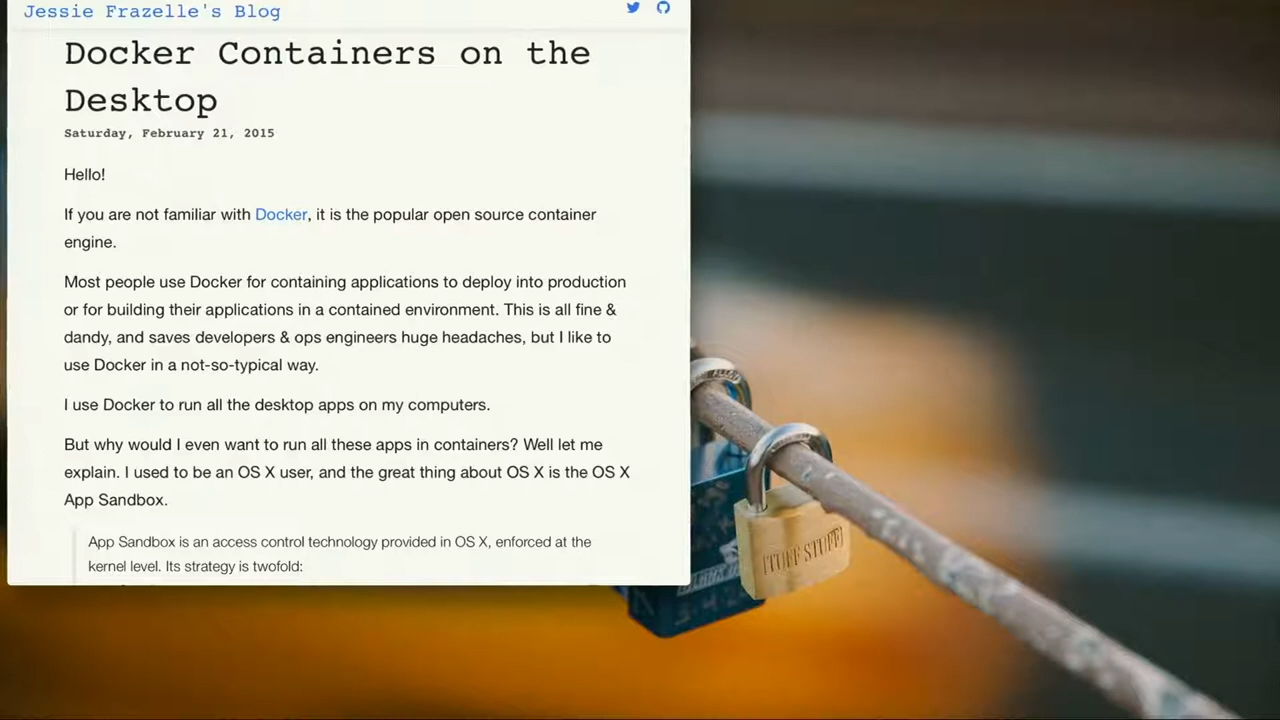 Jessie Frazelle's Blog
Docker Containers on the
Desktop
Saturday, February 21, 2015
Hello!
If you are not familiar with Docker, it is the popular open source container
engine.
Most people use Docker for containing applications to deploy into production
or for building their applications in a contained environment. This is all fine &
dandy, and saves developers & ops engineers huge headaches, but I like to
use Docker in a not-so-typical way.
I use Docker to run all the desktop apps on my computers.
But why would I even want to run all these apps in containers? Well let me
explain. I used to be an OS X user, and the great thing about OS X is the OS X
App Sandbox.
App Sandbox is an access control technology provided in OS X, enforced at the
kernel level. Its strategy is twofold:
TUFF STUFF